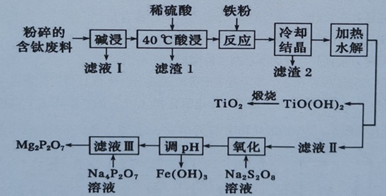 稀硫酸 铁粉
粉碎的
含钛废料 碱浸 40℃酸浸 反应 冷却
结晶 加热
水解
滤液Ⅰ 滤渣1 滤渣2
TiO₂ 煅烧 TiO(OH)₂
Mg₂P₂O₇ 滤液Ⅲ 调pH 氧化 滤液Ⅱ
Na₄P₂O₇
溶液 Fe(OH)₃ Na₂S₂O₈
溶液